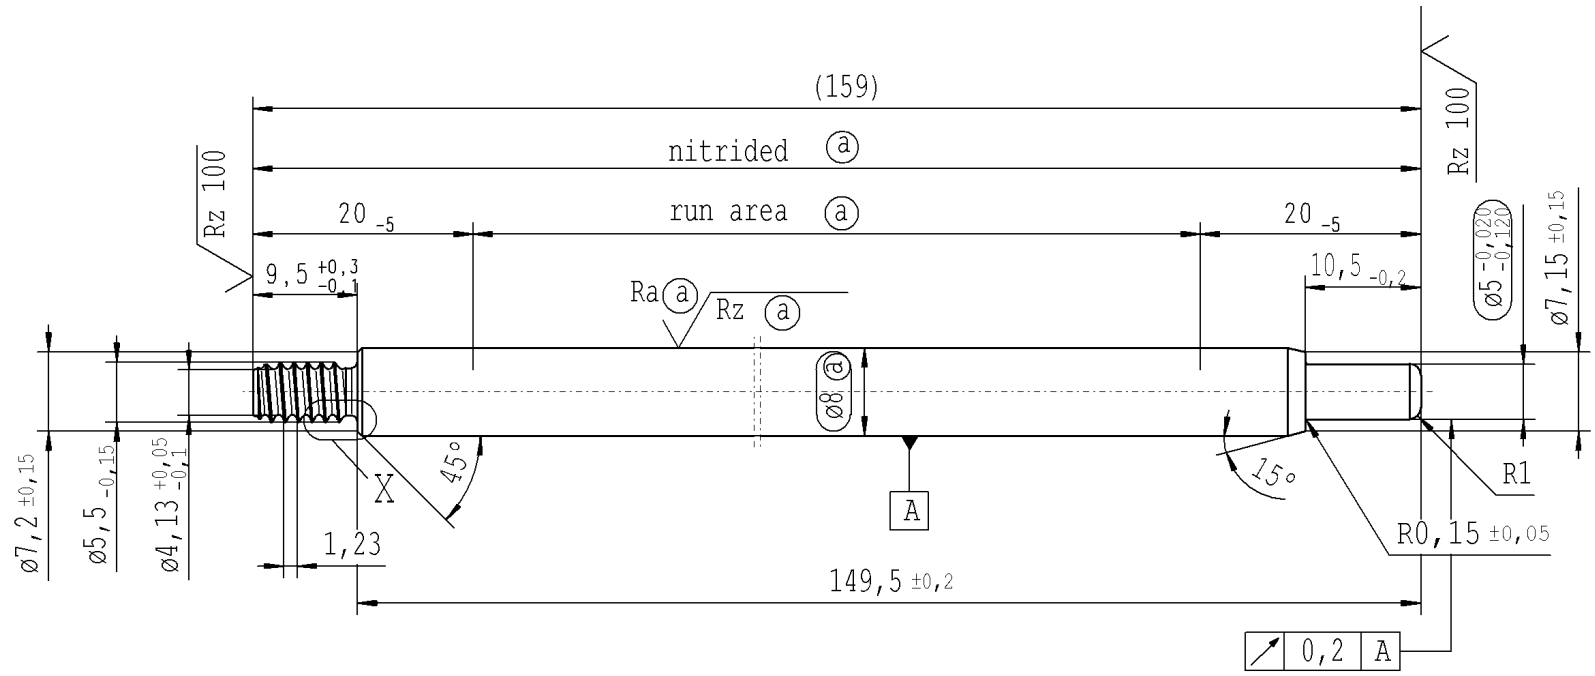 (159)
nitrided a
run area a
20 -5
20 -5
Rz 100
Rz 100
9,5 +0,3 -0,1
10,5 -0,2
ø5 -0,020 -0,120
ø7,15 ±0,15
Ra a
Rz a
ø8 a
ø7,2 ±0,15
ø5,5 -0,15
ø4,13 +0,05 -0,1
X
45°
15°
A
R1
R0,15 ±0,05
1,23
149,5 ±0,2
0,2 A